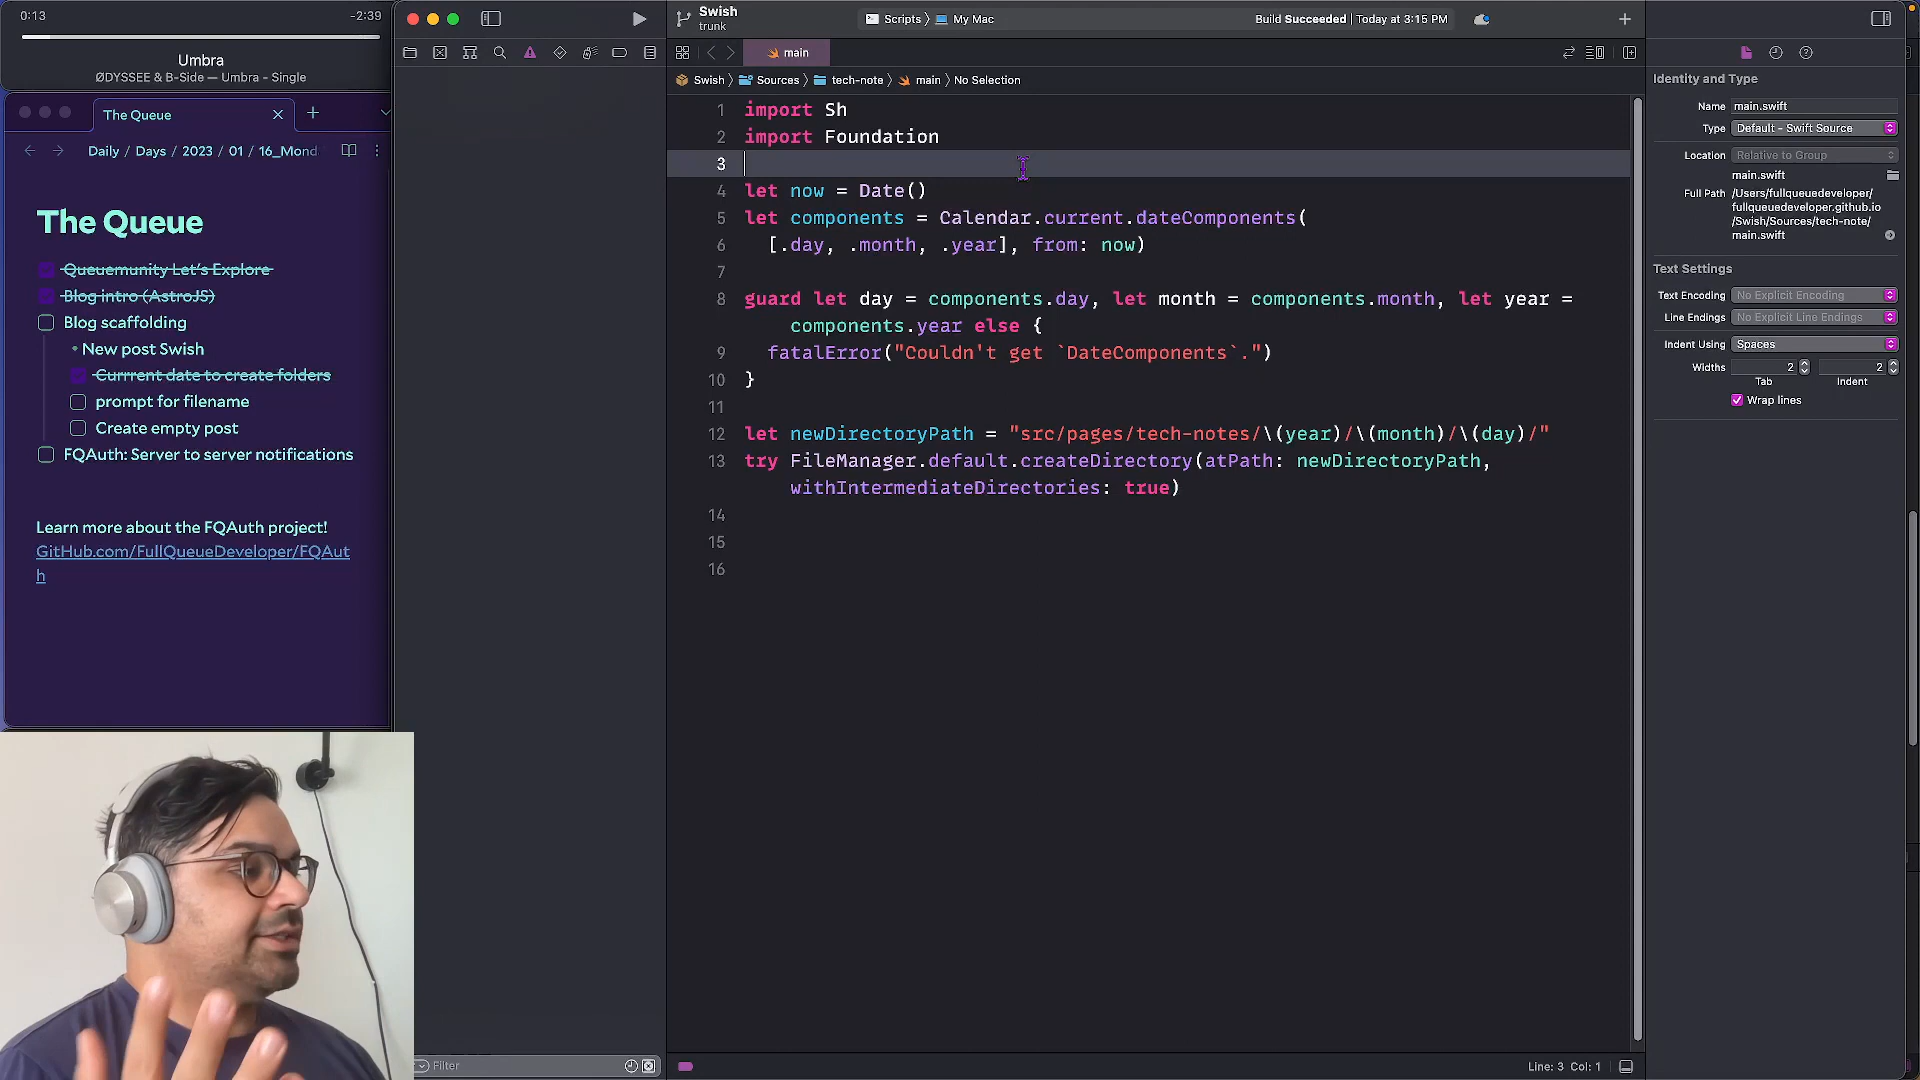 0:13
-2:39
Umbra
ØDYSSEE & B-Side — Umbra - Single
The Queue
Daily / Days / 2023 / 01 / 16_Mond
The Queue
Queuemunity Let's Explore
Blog intro (AstroJS)
Blog scaffolding
• New post Swish
Currrent date to create folders
prompt for filename
Create empty post
FQAuth: Server to server notifications
Learn more about the FQAuth project!
GitHub.com/FullQueueDeveloper/FQAut
h
Filter
Swish
trunk
Scripts
My Mac
Build Succeeded | Today at 3:15 PM
main
Swish
Sources
tech-note
main
No Selection
1 import Sh
2 import Foundation
3
4 let now = Date()
5 let components = Calendar.current.dateComponents(
6 [.day, .month, .year], from: now)
7
8 guard let day = components.day, let month = components.month, let year =
components.year else {
9 fatalError("Couldn't get `DateComponents`.")
10 }
11
12 let newDirectoryPath = "src/pages/tech-notes/\(year)/\(month)/\(day)/"
13 try FileManager.default.createDirectory(atPath: newDirectoryPath,
withIntermediateDirectories: true)
14
15
16
Line: 3 Col: 1
Identity and Type
Name main.swift
Type Default - Swift Source
Location Relative to Group
main.swift
Full Path /Users/fullqueuedeveloper/
fullqueuedeveloper.github.io
/Swish/Sources/tech-note/
main.swift
Text Settings
Text Encoding No Explicit Encoding
Line Endings No Explicit Line Endings
Indent Using Spaces
Widths 2 2
Tab Indent
Wrap lines